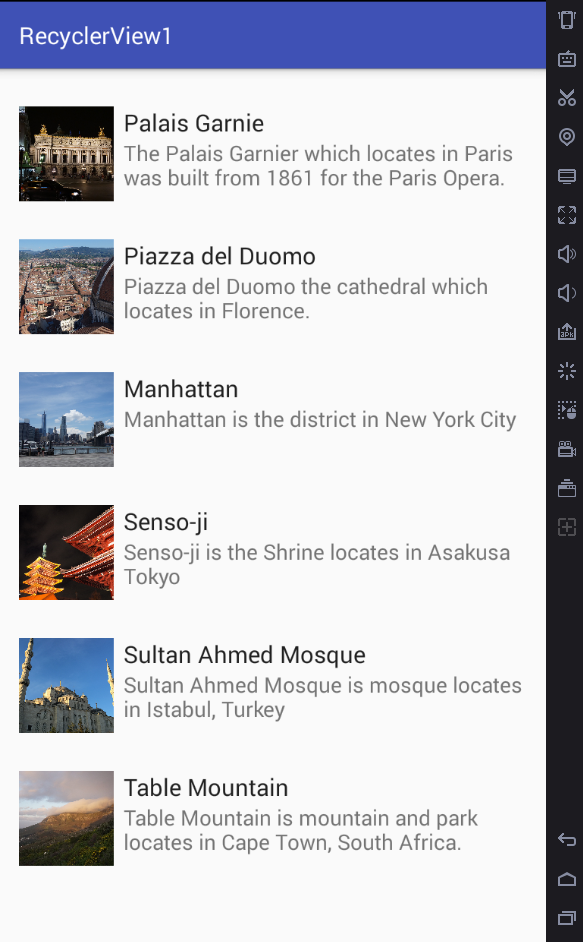 RecyclerView1
Palais Garnie
The Palais Garnier which locates in Paris
was built from 1861 for the Paris Opera.
Piazza del Duomo
Piazza del Duomo the cathedral which
locates in Florence.
Manhattan
Manhattan is the district in New York City
Senso-ji
Senso-ji is the Shrine locates in Asakusa
Tokyo
Sultan Ahmed Mosque
Sultan Ahmed Mosque is mosque locates
in Istabul, Turkey
Table Mountain
Table Mountain is mountain and park
locates in Cape Town, South Africa.